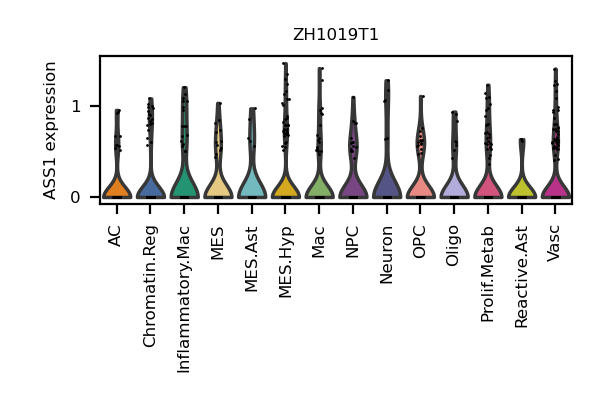 ZH1019T1
ASS1 expression
1
0
AC
Chromatin.Reg
Inflammatory.Mac
MES
MES.Ast
MES.Hyp
Mac
NPC
Neuron
OPC
Oligo
Prolif.Metab
Reactive.Ast
Vasc